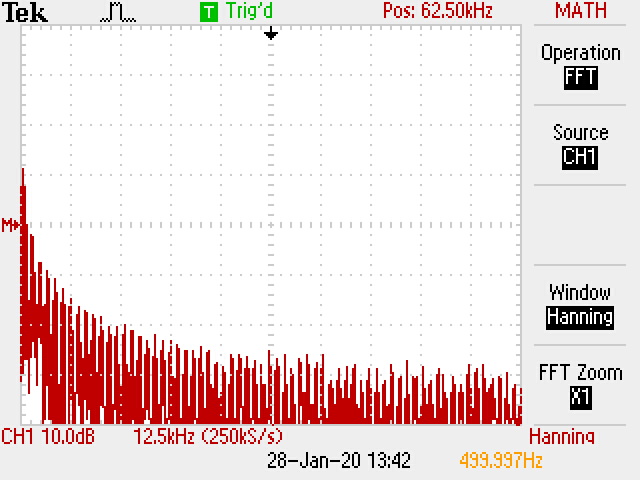 Tek T Trig'd Pos: 62.50kHz MATH
Operation
FFT
Source
CH1
M
Window
Hanning
FFT Zoom
X1
CH1 10.0dB 12.5kHz (250kS/s) Hanning
28-Jan-20 13:42 499.997Hz